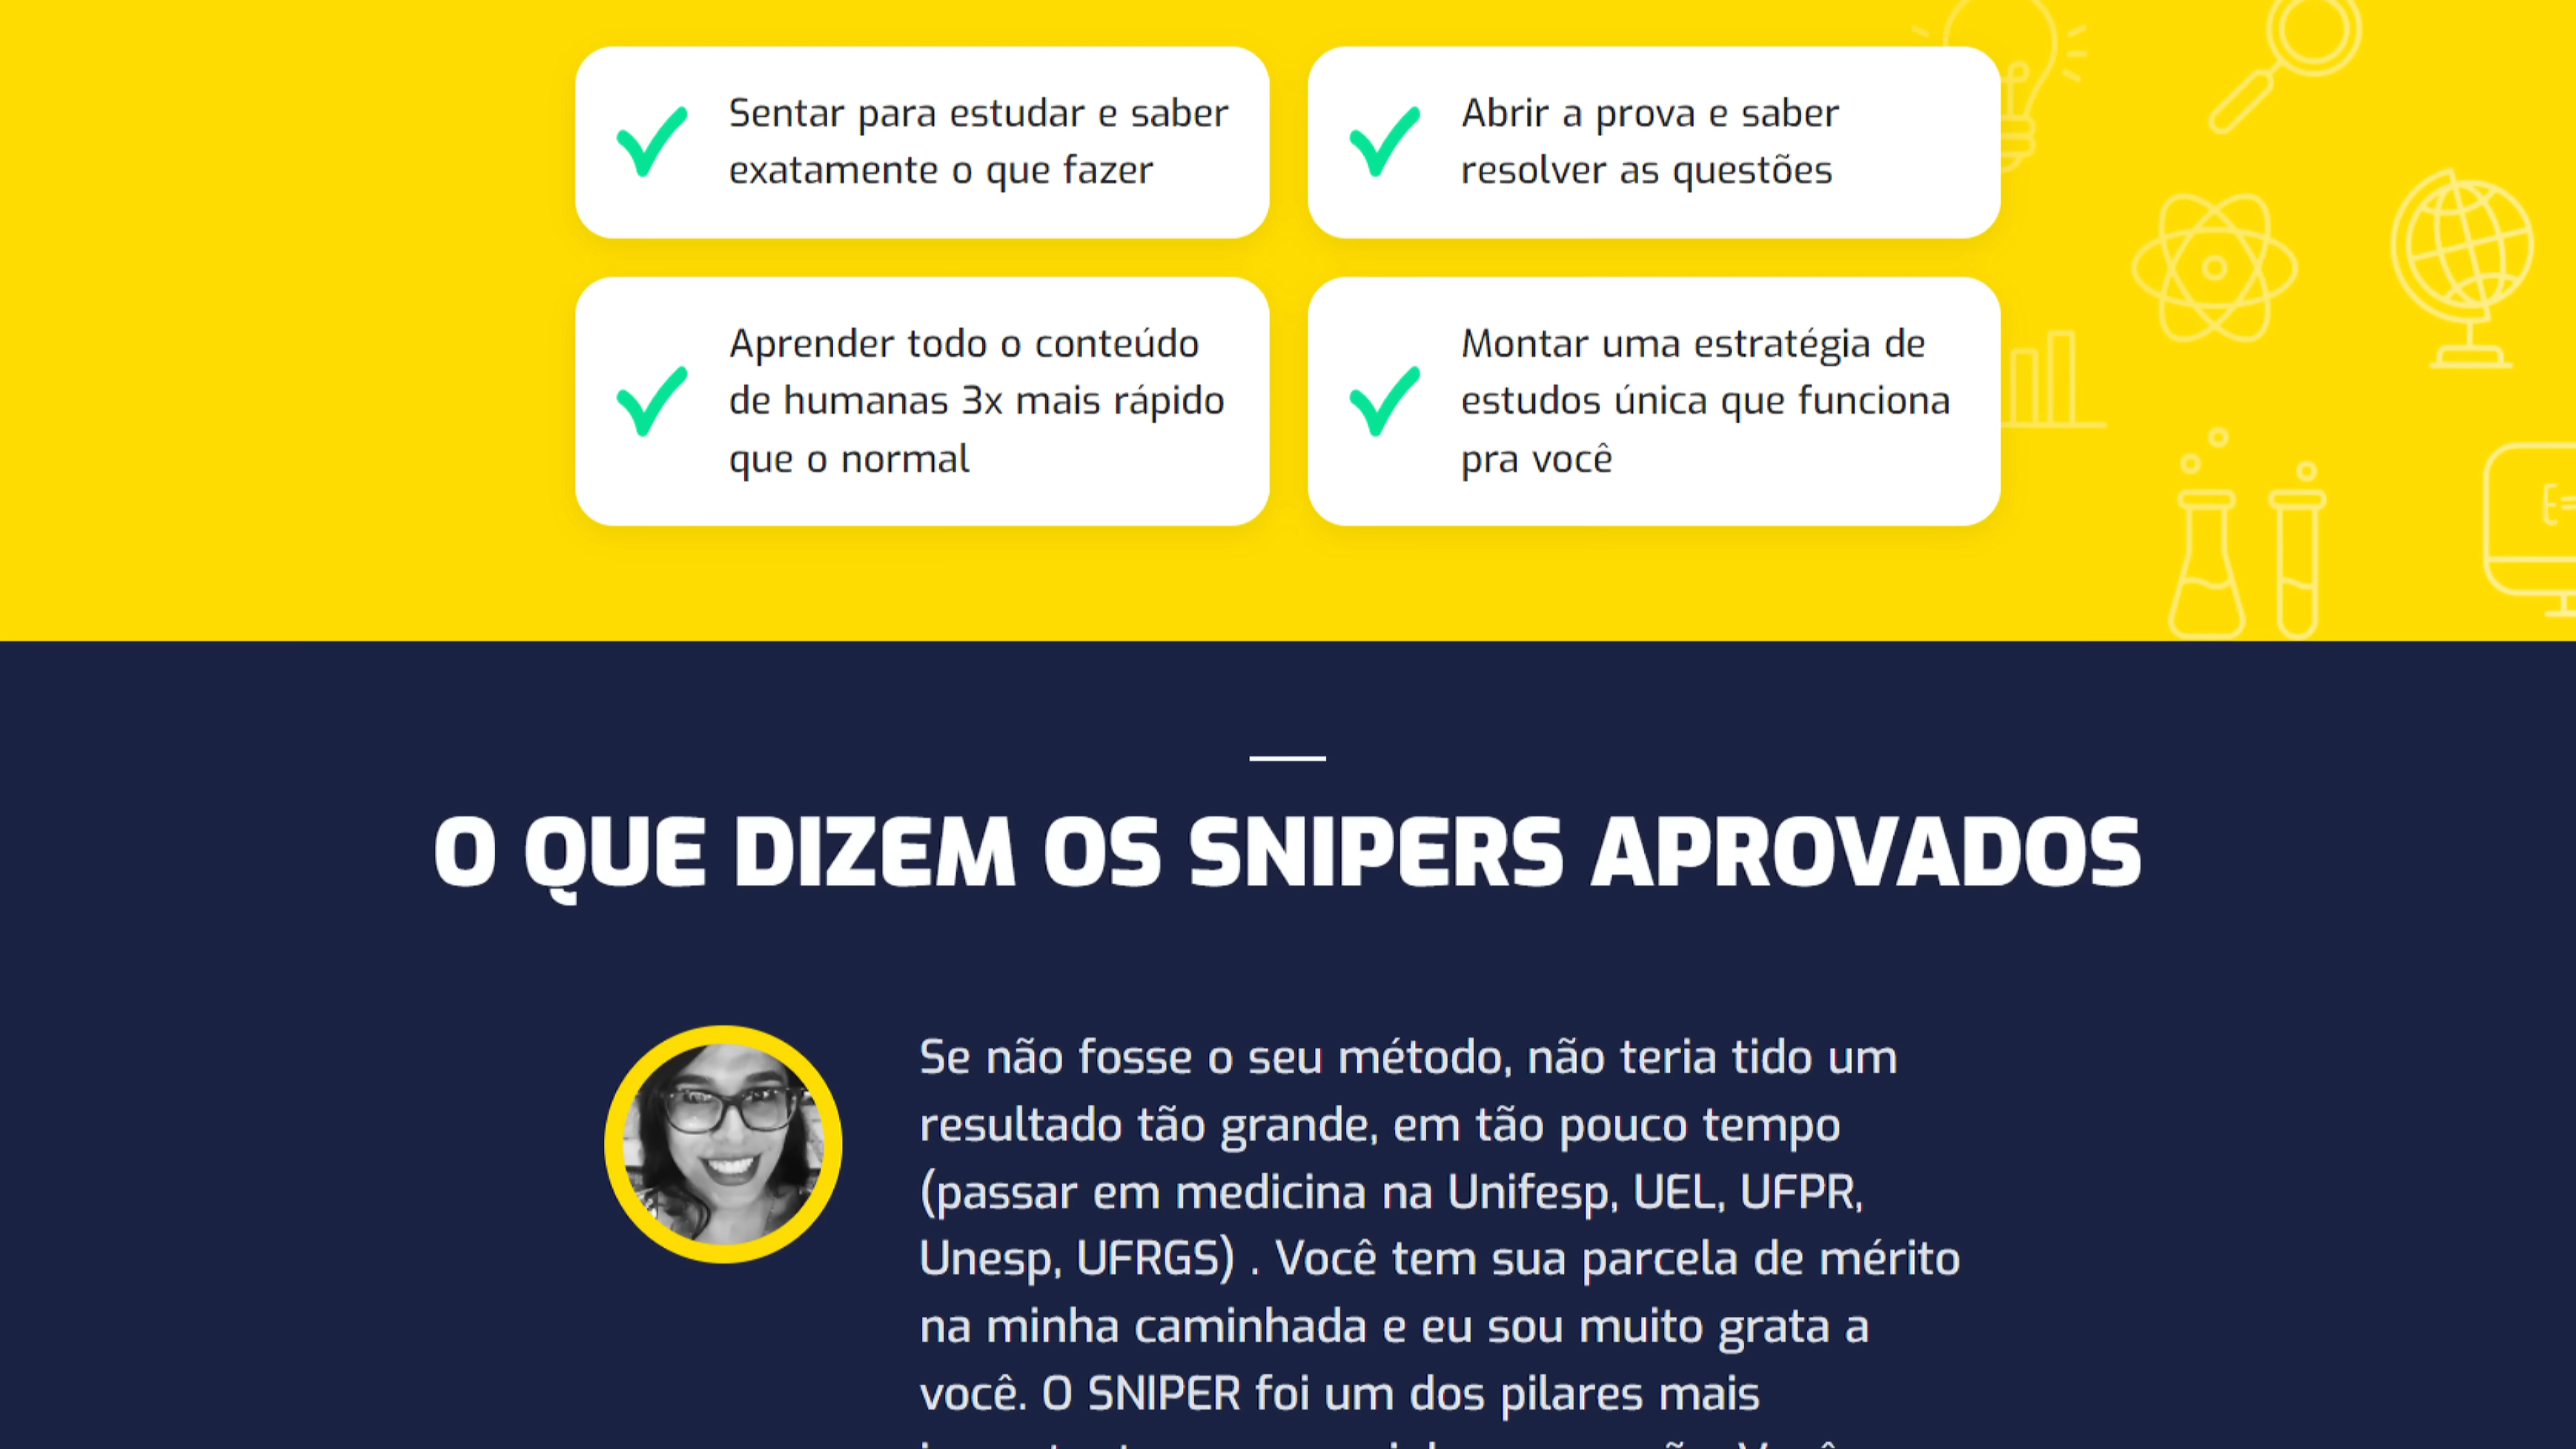 Sentar para estudar e saber
exatamente o que fazer
Abrir a prova e saber
resolver as questões
Aprender todo o conteúdo
de humanas 3x mais rápido
que o normal
Montar uma estratégia de
estudos única que funciona
pra você
E=
O QUE DIZEM OS SNIPERS APROVADOS
Se não fosse o seu método, não teria tido um
resultado tão grande, em tão pouco tempo
(passar em medicina na Unifesp, UEL, UFPR,
Unesp, UFRGS) . Você tem sua parcela de mérito
na minha caminhada e eu sou muito grata a
você. O SNIPER foi um dos pilares mais